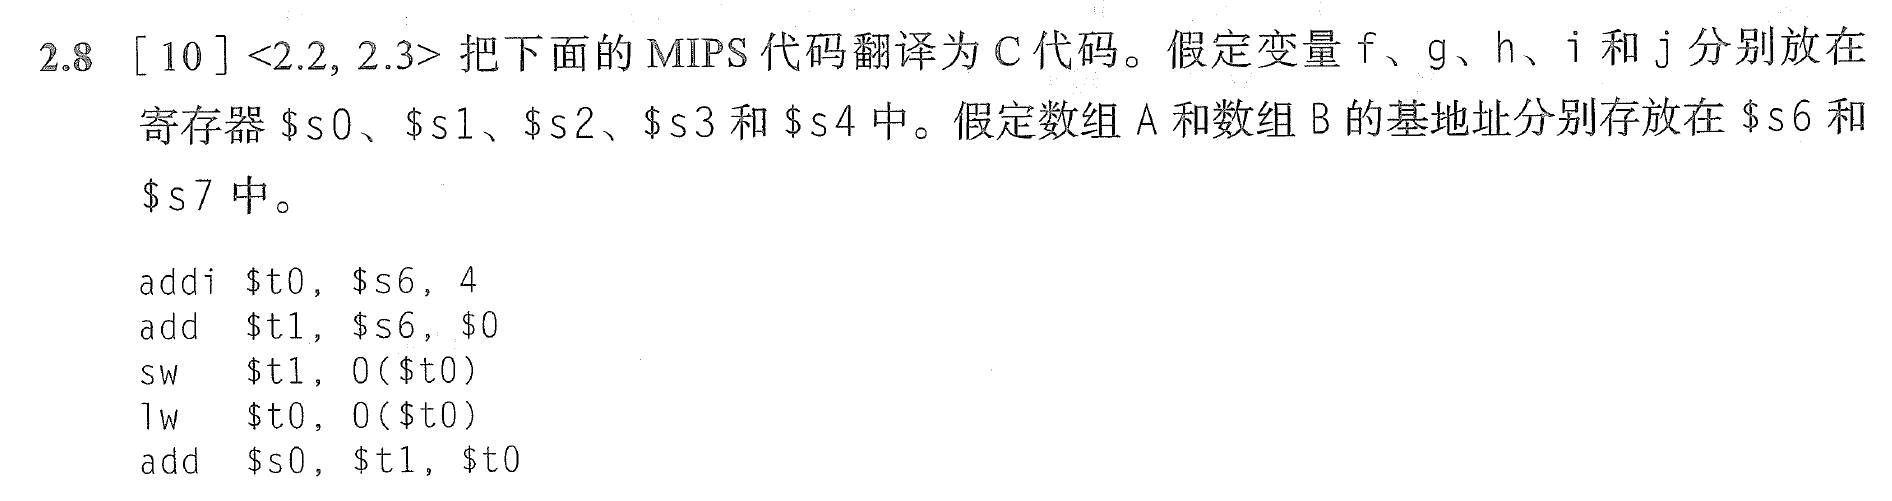 2.8 [10] <2.2, 2.3> 把下面的 MIPS 代码翻译为 C 代码。假定变量 f、g、h、i 和 j 分别放在
寄存器 $s0、$s1、$s2、$s3 和 $s4 中。假定数组 A 和数组 B 的基地址分别存放在 $s6 和
$s7 中。
addi $t0, $s6, 4
add $t1, $s6, $0
sw $t1, 0($t0)
lw $t0, 0($t0)
add $s0, $t1, $t0